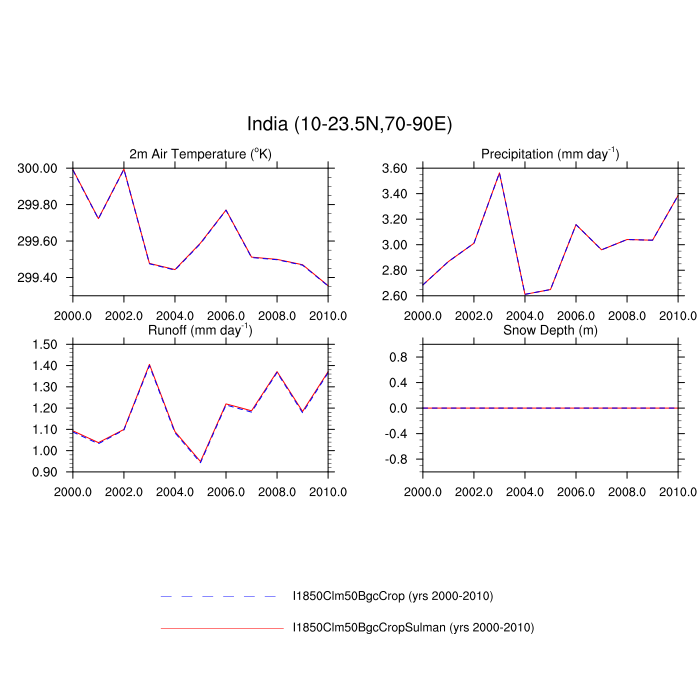 India (10-23.5N,70-90E)
2m Air Temperature (°K)
300.00
299.80
299.60
299.40
2000.0 2002.0 2004.0 2006.0 2008.0 2010.0
Precipitation (mm day⁻¹)
3.60
3.40
3.20
3.00
2.80
2.60
2000.0 2002.0 2004.0 2006.0 2008.0 2010.0
Runoff (mm day⁻¹)
1.50
1.40
1.30
1.20
1.10
1.00
0.90
2000.0 2002.0 2004.0 2006.0 2008.0 2010.0
Snow Depth (m)
0.8
0.4
0.0
-0.4
-0.8
2000.0 2002.0 2004.0 2006.0 2008.0 2010.0
I1850Clm50BgcCrop (yrs 2000-2010)
I1850Clm50BgcCropSulman (yrs 2000-2010)